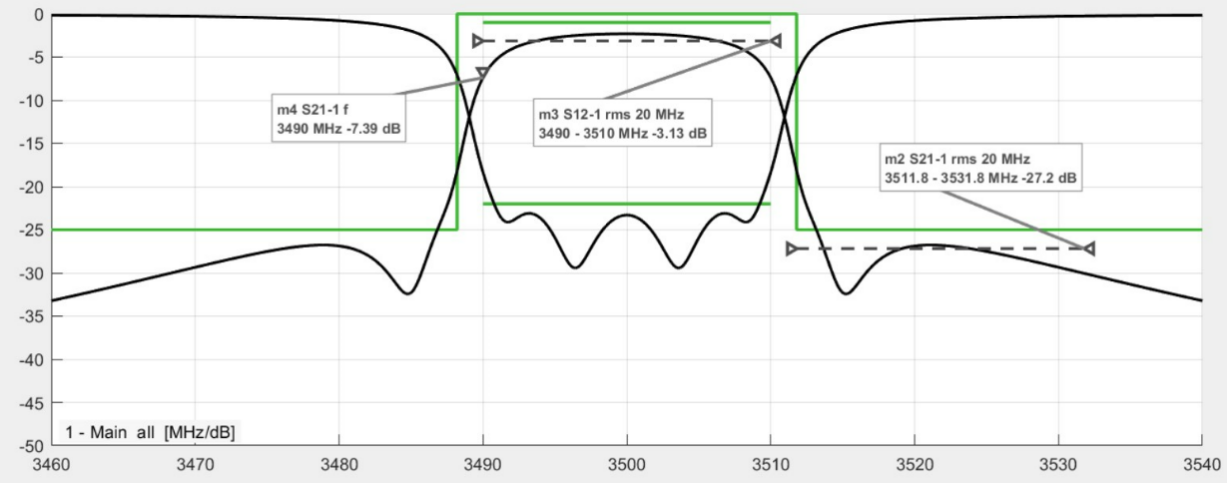 0
-5
-10
-15
-20
-25
-30
-35
-40
-45
-50
m4 S21-1 f
3490 MHz -7.39 dB
m3 S12-1 rms 20 MHz
3490 - 3510 MHz -3.13 dB
m2 S21-1 rms 20 MHz
3511.8 - 3531.8 MHz -27.2 dB
1 - Main all [MHz/dB]
3460 3470 3480 3490 3500 3510 3520 3530 3540